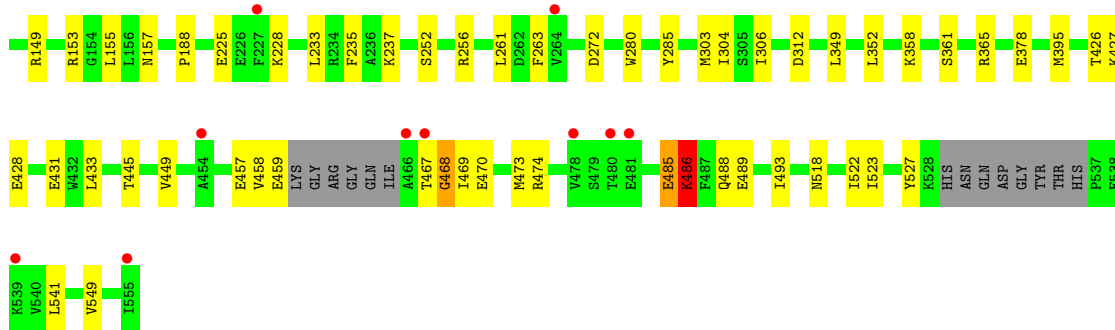 R149 R153 G154 L155 L156 N157 P188 E225 E226 F227 K228 L233 R234 F235 A236 K237 S252 R256 L261 D262 F263 V264 D272 W280 Y285 M303 I304 S305 I306 D312 L349 L352 K358 S361 R365 E378 M395 T426 K427
E428 E431 W432 L433 T445 V449 A454 E457 V458 E459 LYS GLY ARG GLY GLN ILE A466 T467 G468 I469 E470 M473 R474 V478 S479 T480 E481 E485 K486 F487 Q488 E489 I493 N518 I522 I523 Y527 K528 HIS ASN GLN ASP GLY TYR THR HIS P537
K539 V540 L541 V549 I555